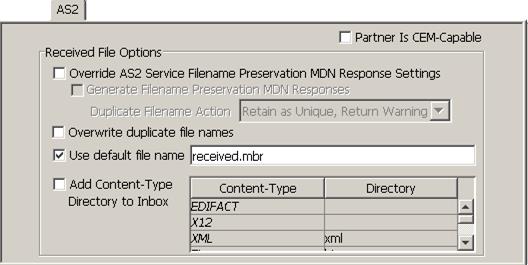 AS2
Partner Is CEM-Capable
Received File Options
Override AS2 Service Filename Preservation MDN Response Settings
Generate Filename Preservation MDN Responses
Duplicate Filename Action Retain as Unique, Return Warning
Overwrite duplicate file names
Use default file name received.mbr
Add Content-Type
Directory to Inbox
Content-Type Directory
EDIFACT
X12
XML xml